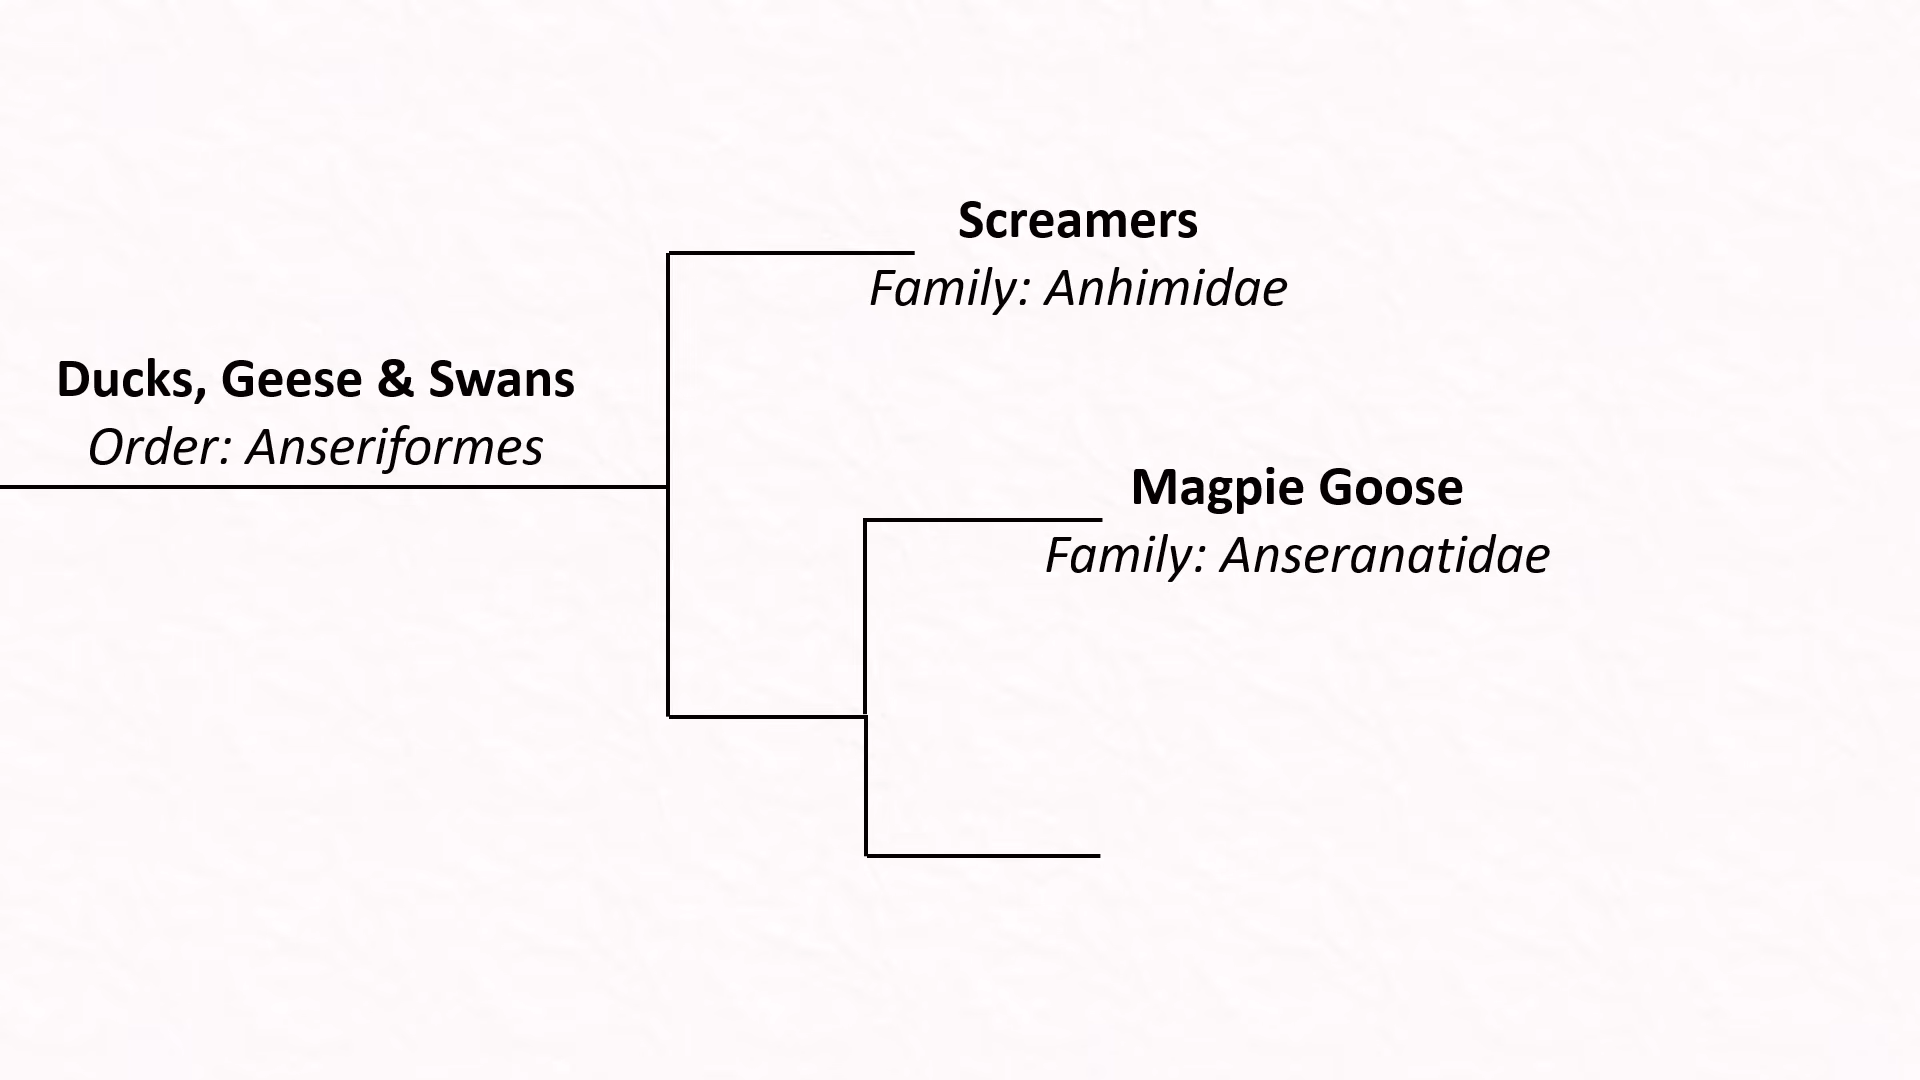 Screamers
Family: Anhimidae
Ducks, Geese & Swans
Order: Anseriformes
Magpie Goose
Family: Anseranatidae